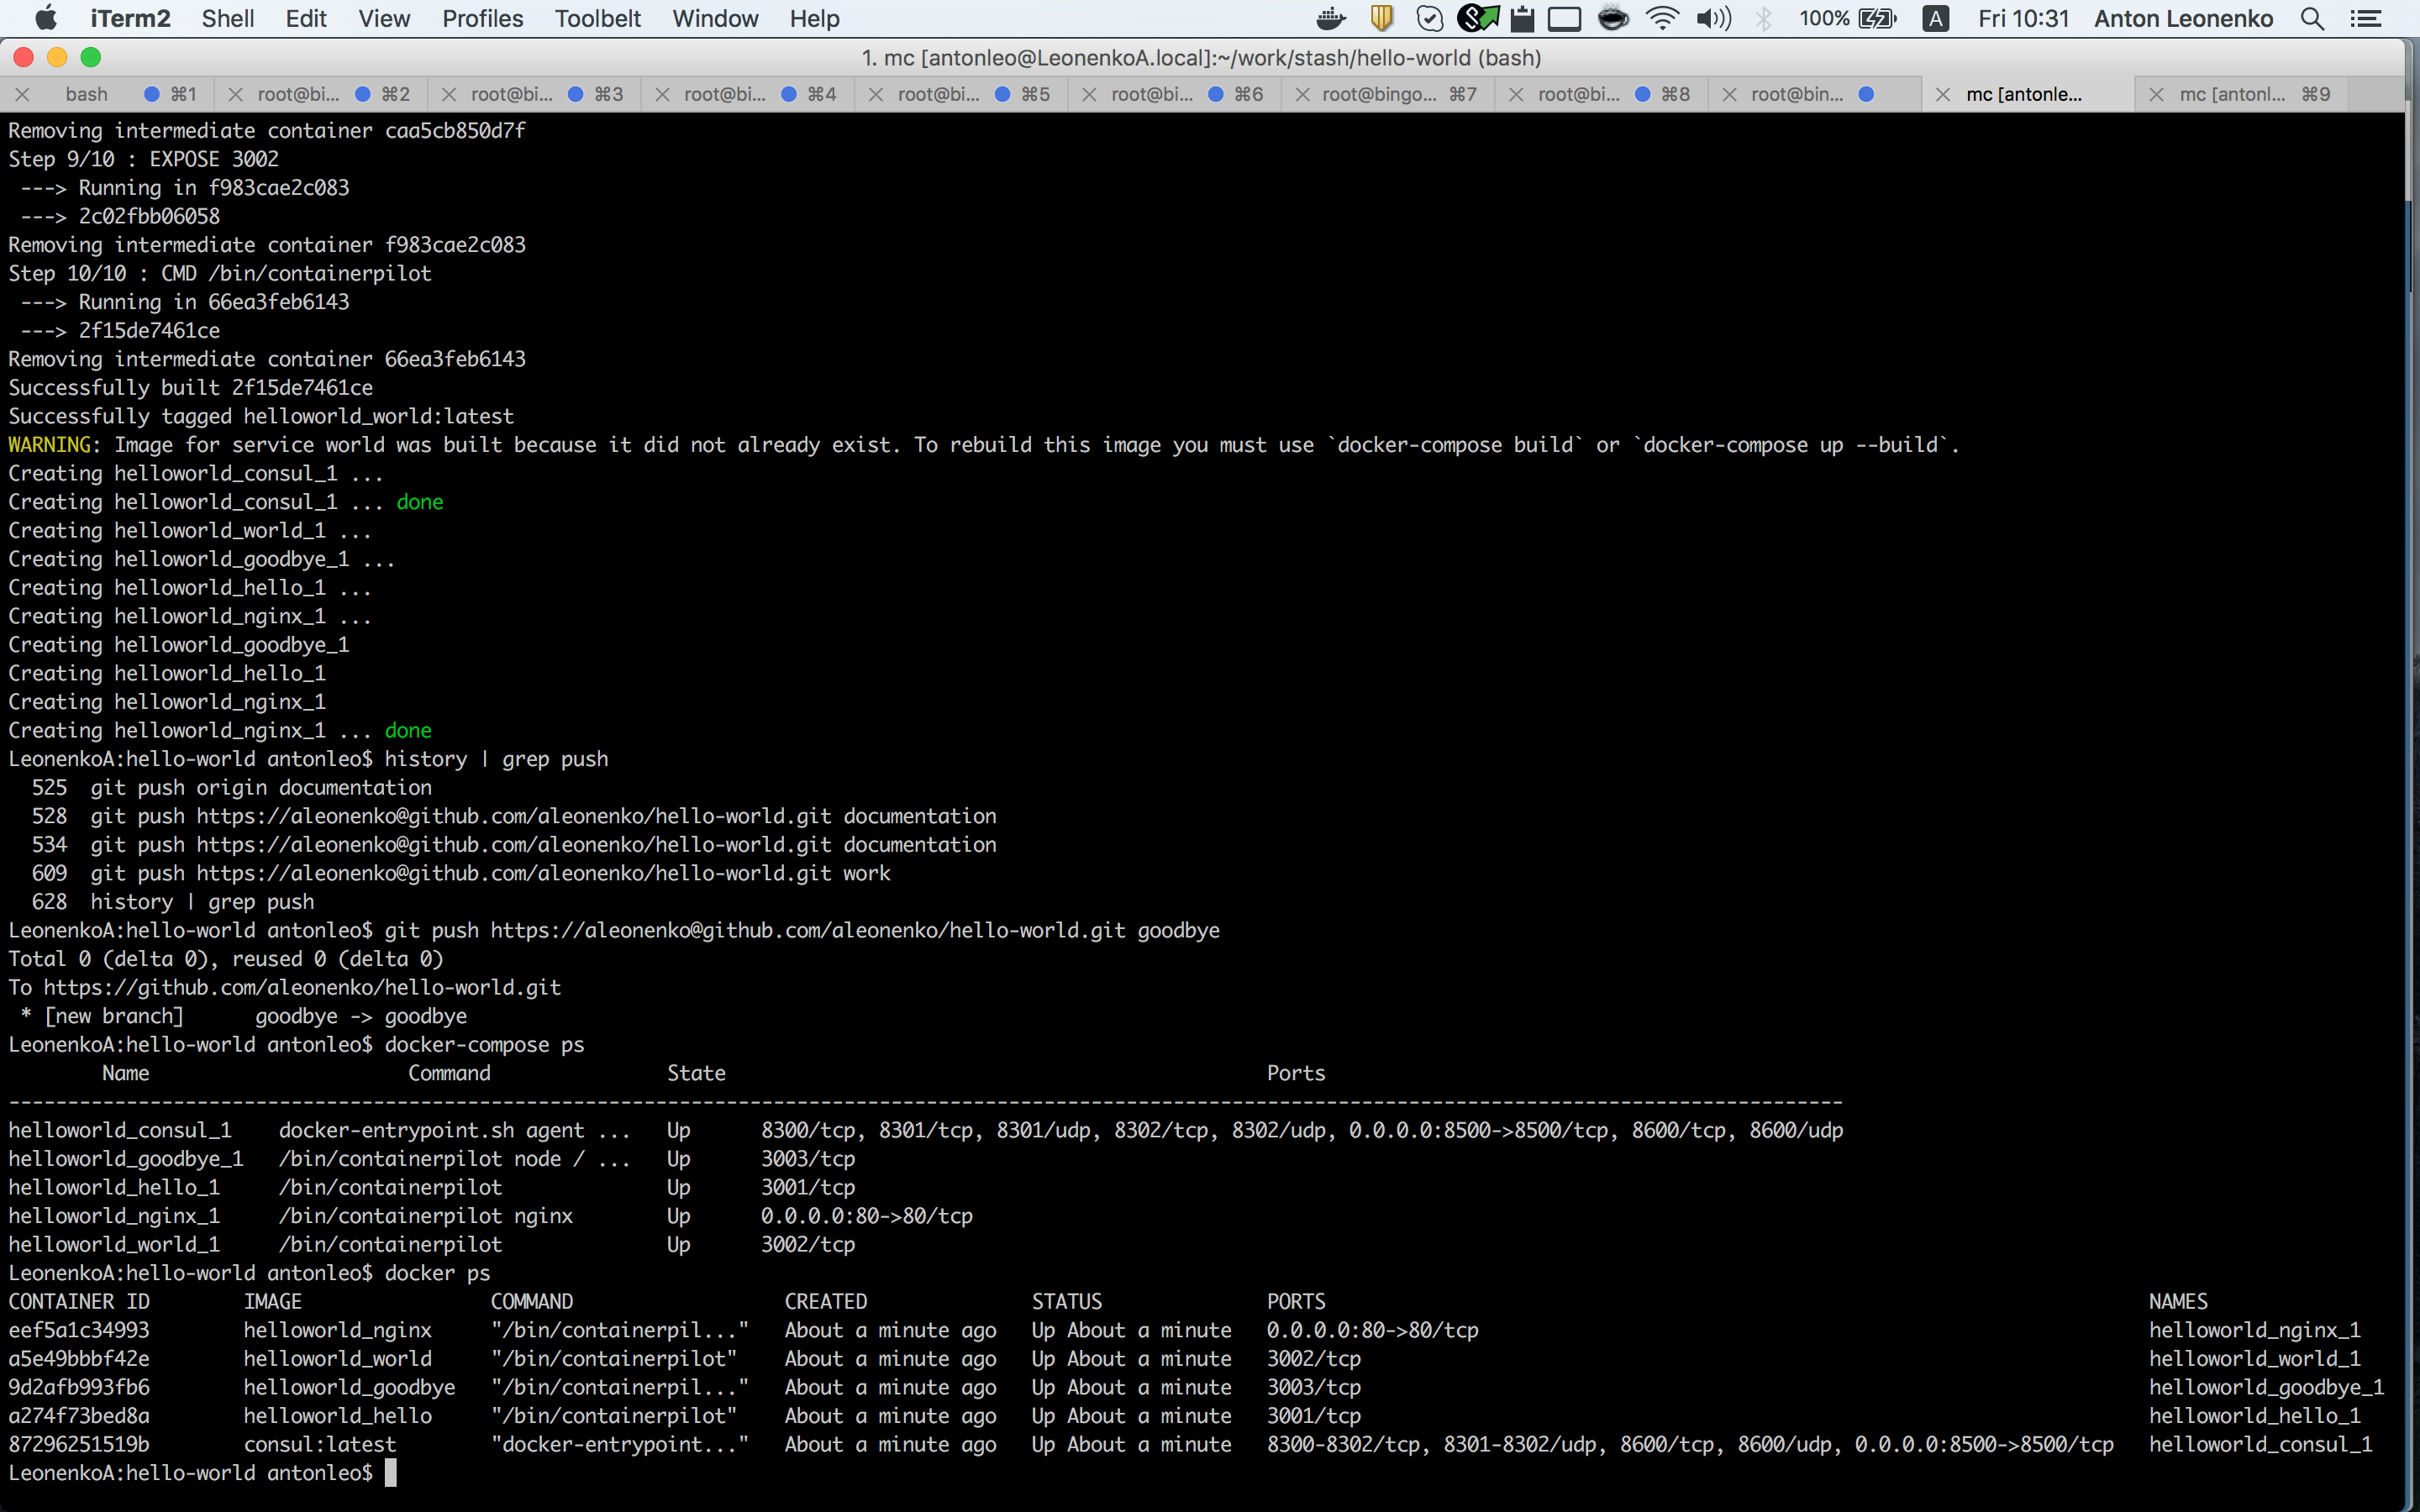 iTerm2 Shell Edit View Profiles Toolbelt Window Help 100% A Fri 10:31 Anton Leonenko
1. mc [antonleo@LeonenkoA.local]:~/work/stash/hello-world (bash)
bash ⌘1 root@bi... ⌘2 root@bi... ⌘3 root@bi... ⌘4 root@bi... ⌘5 root@bi... ⌘6 root@bingo... ⌘7 root@bi... ⌘8 root@bin... mc [antonle... mc [antonl... ⌘9
Removing intermediate container caa5cb850d7f
Step 9/10 : EXPOSE 3002
 ---> Running in f983cae2c083
 ---> 2c02fbb06058
Removing intermediate container f983cae2c083
Step 10/10 : CMD /bin/containerpilot
 ---> Running in 66ea3feb6143
 ---> 2f15de7461ce
Removing intermediate container 66ea3feb6143
Successfully built 2f15de7461ce
Successfully tagged helloworld_world:latest
WARNING: Image for service world was built because it did not already exist. To rebuild this image you must use `docker-compose build` or `docker-compose up --build`.
Creating helloworld_consul_1 ...
Creating helloworld_consul_1 ... done
Creating helloworld_world_1 ...
Creating helloworld_goodbye_1 ...
Creating helloworld_hello_1 ...
Creating helloworld_nginx_1 ...
Creating helloworld_goodbye_1
Creating helloworld_hello_1
Creating helloworld_nginx_1
Creating helloworld_nginx_1 ... done
LeonenkoA:hello-world antonleo$ history | grep push
  525  git push origin documentation
  528  git push https://aleonenko@github.com/aleonenko/hello-world.git documentation
  534  git push https://aleonenko@github.com/aleonenko/hello-world.git documentation
  609  git push https://aleonenko@github.com/aleonenko/hello-world.git work
  628  history | grep push
LeonenkoA:hello-world antonleo$ git push https://aleonenko@github.com/aleonenko/hello-world.git goodbye
Total 0 (delta 0), reused 0 (delta 0)
To https://github.com/aleonenko/hello-world.git
 * [new branch]      goodbye -> goodbye
LeonenkoA:hello-world antonleo$ docker-compose ps
        Name                      Command               State                                              Ports
------------------------------------------------------------------------------------------------------------------------------------------------------------
helloworld_consul_1    docker-entrypoint.sh agent ...   Up      8300/tcp, 8301/tcp, 8301/udp, 8302/tcp, 8302/udp, 0.0.0.0:8500->8500/tcp, 8600/tcp, 8600/udp
helloworld_goodbye_1   /bin/containerpilot node / ...   Up      3003/tcp
helloworld_hello_1     /bin/containerpilot              Up      3001/tcp
helloworld_nginx_1     /bin/containerpilot nginx        Up      0.0.0.0:80->80/tcp
helloworld_world_1     /bin/containerpilot              Up      3002/tcp
LeonenkoA:hello-world antonleo$ docker ps
CONTAINER ID        IMAGE                COMMAND                  CREATED              STATUS              PORTS                                                                      NAMES
eef5a1c34993        helloworld_nginx     "/bin/containerpil..."   About a minute ago   Up About a minute   0.0.0.0:80->80/tcp                                                         helloworld_nginx_1
a5e49bbbf42e        helloworld_world     "/bin/containerpilot"    About a minute ago   Up About a minute   3002/tcp                                                                   helloworld_world_1
9d2afb993fb6        helloworld_goodbye   "/bin/containerpil..."   About a minute ago   Up About a minute   3003/tcp                                                                   helloworld_goodbye_1
a274f73bed8a        helloworld_hello     "/bin/containerpilot"    About a minute ago   Up About a minute   3001/tcp                                                                   helloworld_hello_1
87296251519b        consul:latest        "docker-entrypoint..."   About a minute ago   Up About a minute   8300-8302/tcp, 8301-8302/udp, 8600/tcp, 8600/udp, 0.0.0.0:8500->8500/tcp   helloworld_consul_1
LeonenkoA:hello-world antonleo$